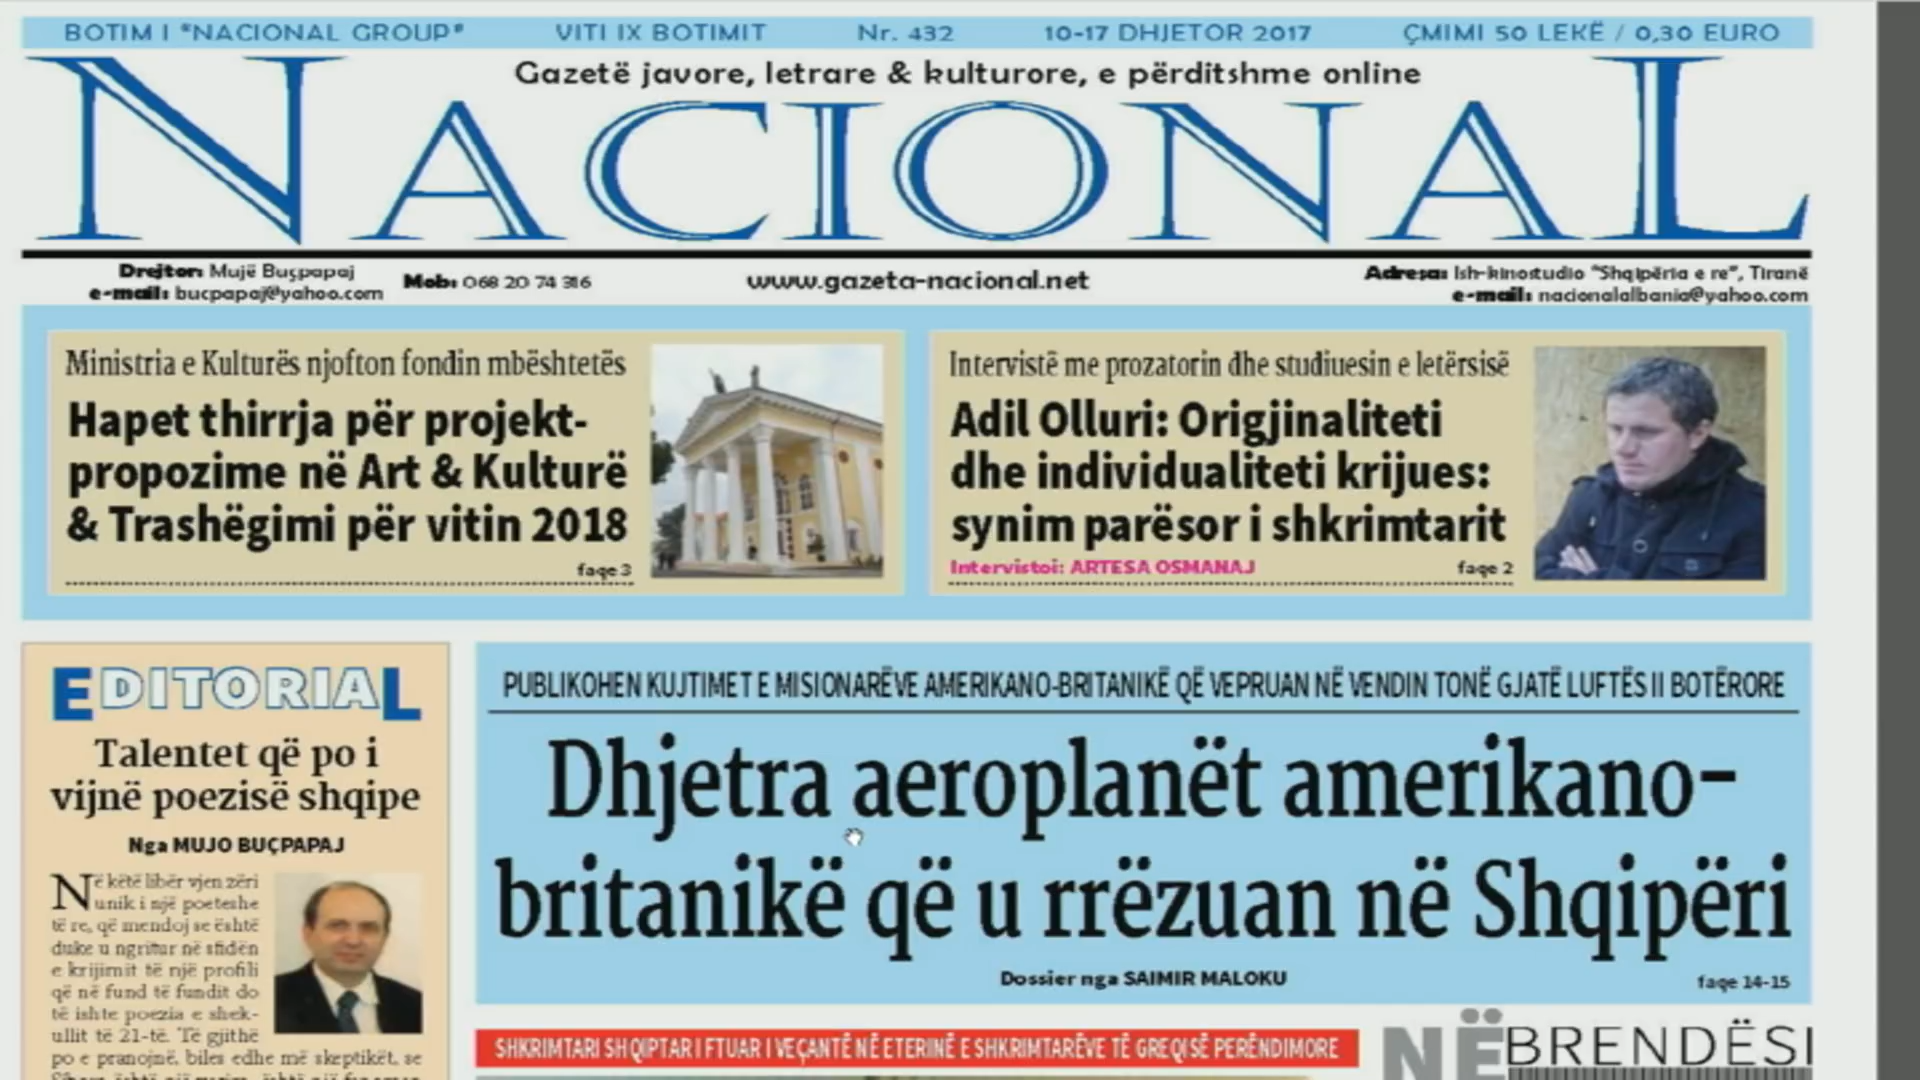 BOTIM I "NACIONAL GROUP" VITI IX BOTIMIT Nr. 432 10-17 DHJETOR 2017 ÇMIMI 50 LEKË / 0,30 EURO
Gazetë javore, letrare & kulturore, e përditshme online
NACIONAL
Drejtor: Mujë Buçpapaj
e-mail: bucpapaj@yahoo.com
Mob: 068 20 74 316
www.gazeta-nacional.net
Adresa: Ish-kinostudio "Shqipëria e re", Tiranë
e-mail: nacionalalbania@yahoo.com
Ministria e Kulturës njofton fondin mbështetës
Hapet thirrja për projekt-
propozime në Art & Kulturë
& Trashëgimi për vitin 2018
faqe 3
Intervistë me prozatorin dhe studiuesin e letërsisë
Adil Olluri: Origjinaliteti
dhe individualiteti krijues:
synim parësor i shkrimtarit
Intervistoi: ARTESA OSMANAJ faqe 2
EDITORIAL
Talentet që po i
vijnë poezisë shqipe
Nga MUJO BUÇPAPAJ
Në këtë libër vjen zëri
unik i një poeteshe
të re, që mendoj se është
duke u ngritur në sfidën
e krijimit të një profili
që në fund të fundit do
të ishte poezia e shek-
ullit të 21-të. Të gjithë
po e pranojnë, biles edhe më skeptikët, se
PUBLIKOHEN KUJTIMET E MISIONARËVE AMERIKANO-BRITANIKË QË VEPRUAN NË VENDIN TONË GJATË LUFTËS II BOTËRORE
Dhjetra aeroplanët amerikano-
britanikë që u rrëzuan në Shqipëri
Dossier nga SAIMIR MALOKU
faqe 14-15
SHKRIMTARI SHQIPTAR I FTUAR I VEÇANTË NË ETERINË E SHKRIMTARËVE TË GREQISË PERËNDIMORE
NËBRENDËSI